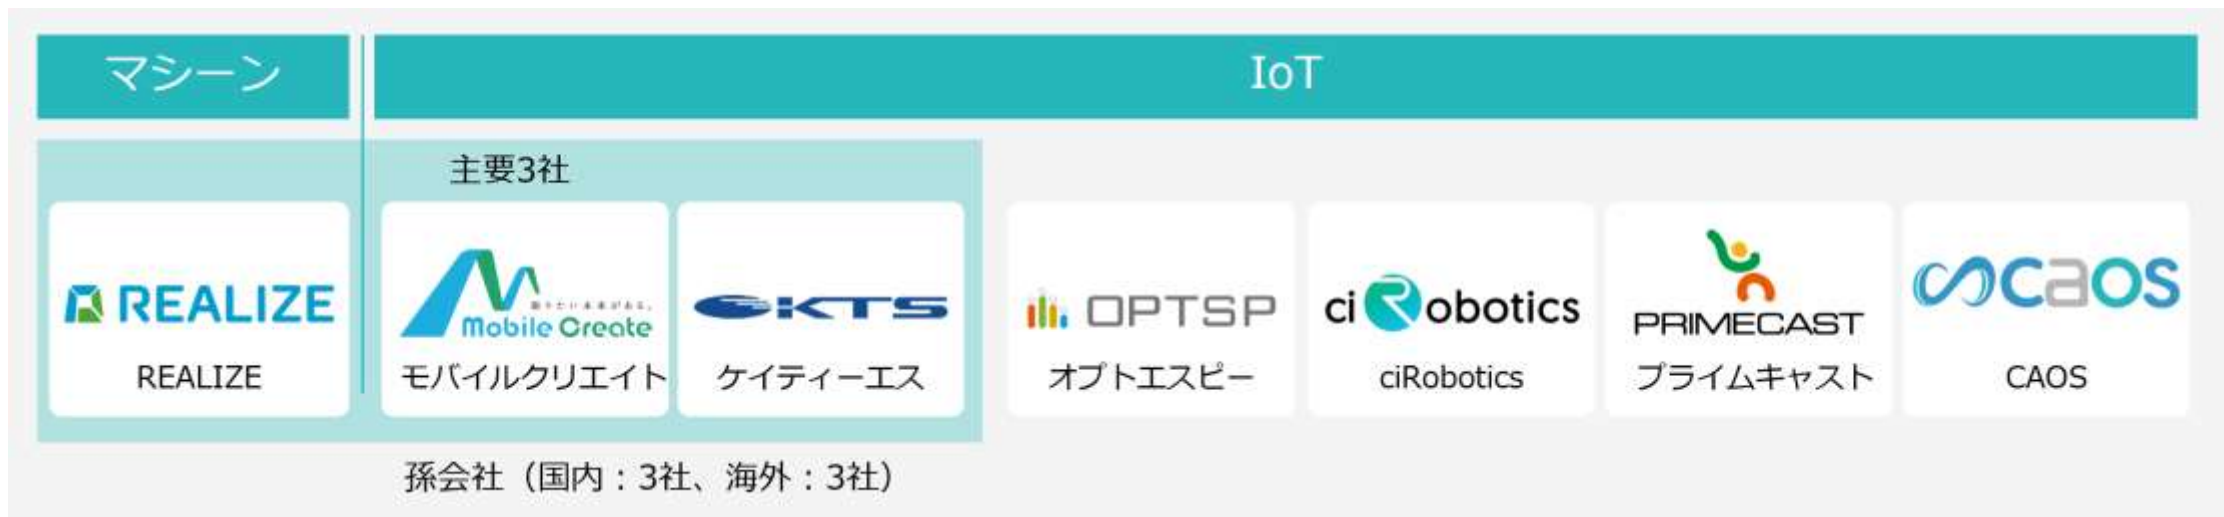 マシーン
IoT
主要3社
REALIZE
Mobile Create
KTS
OPTSP
ciRobotics
PRIMECAST
caos
REALIZE
モバイルクリエイト
ケイティーエス
オプトエスピー
ciRobotics
プライムキャスト
CAOS
孫会社（国内：3社、海外：3社）